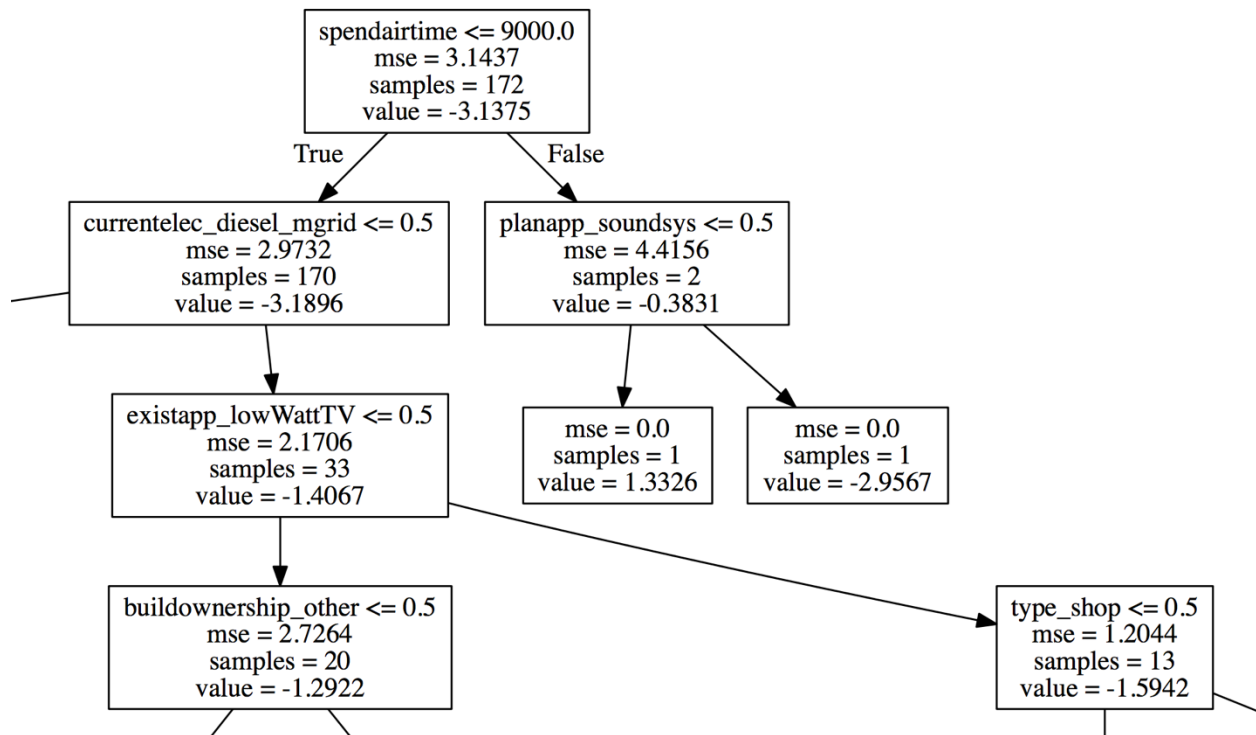 spendairtime <= 9000.0
mse = 3.1437
samples = 172
value = -3.1375
True
False
currentelec_diesel_mgrid <= 0.5
mse = 2.9732
samples = 170
value = -3.1896
planapp_soundsys <= 0.5
mse = 4.4156
samples = 2
value = -0.3831
existapp_lowWattTV <= 0.5
mse = 2.1706
samples = 33
value = -1.4067
mse = 0.0
samples = 1
value = 1.3326
mse = 0.0
samples = 1
value = -2.9567
buildownership_other <= 0.5
mse = 2.7264
samples = 20
value = -1.2922
type_shop <= 0.5
mse = 1.2044
samples = 13
value = -1.5942